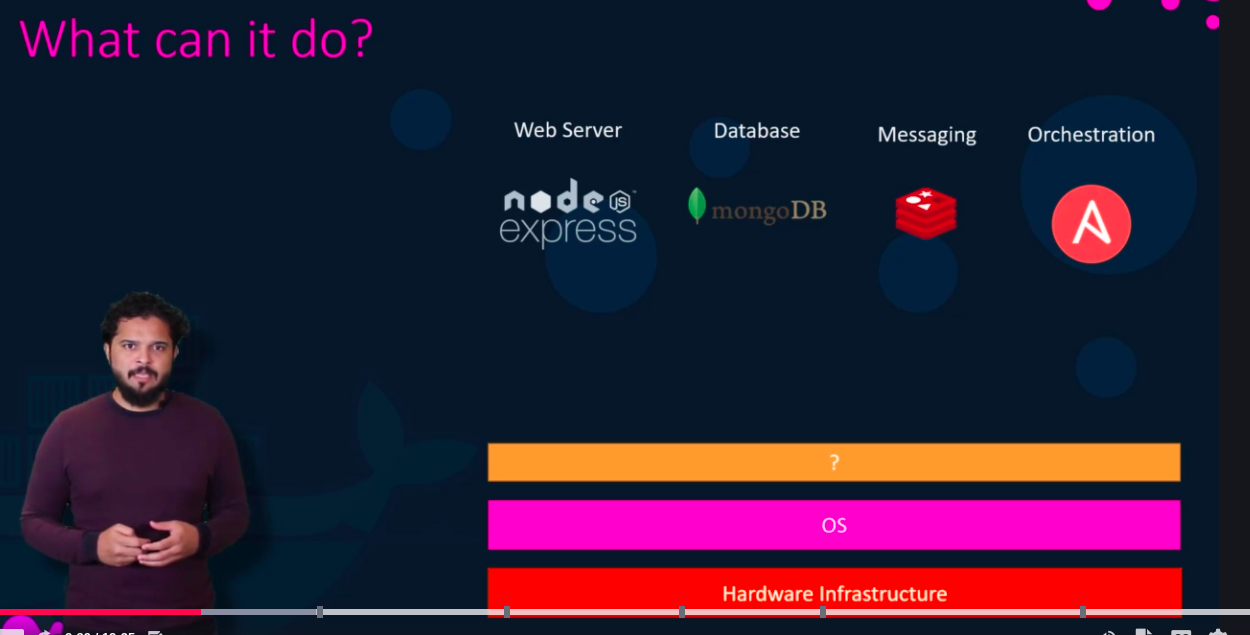 What can it do?
Web Server
Database
Messaging
Orchestration
node JS
express
mongoDB
?
OS
Hardware Infrastructure